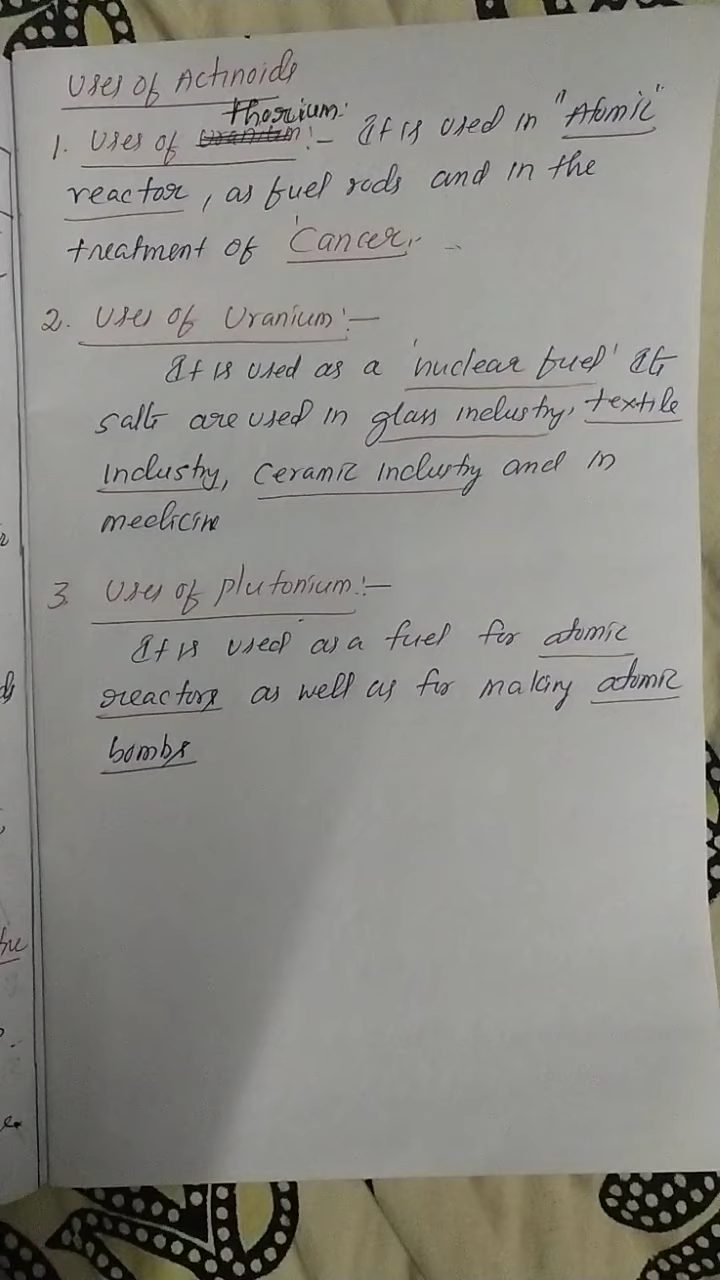 Uses of Actinoids
Thorium:
1. Uses of Uranium:- It is used in "Atomic"
reactor, as fuel rods and in the
treatment of 'Cancer.
2. Uses of Uranium:-
It is used as a 'nuclear fuel' Its
salts are used in glass industry, textile
industry, ceramic industry and in
medicine
3. Uses of plutonium:-
It is used as a fuel for atomic
reactors as well as for making atomic
bombs